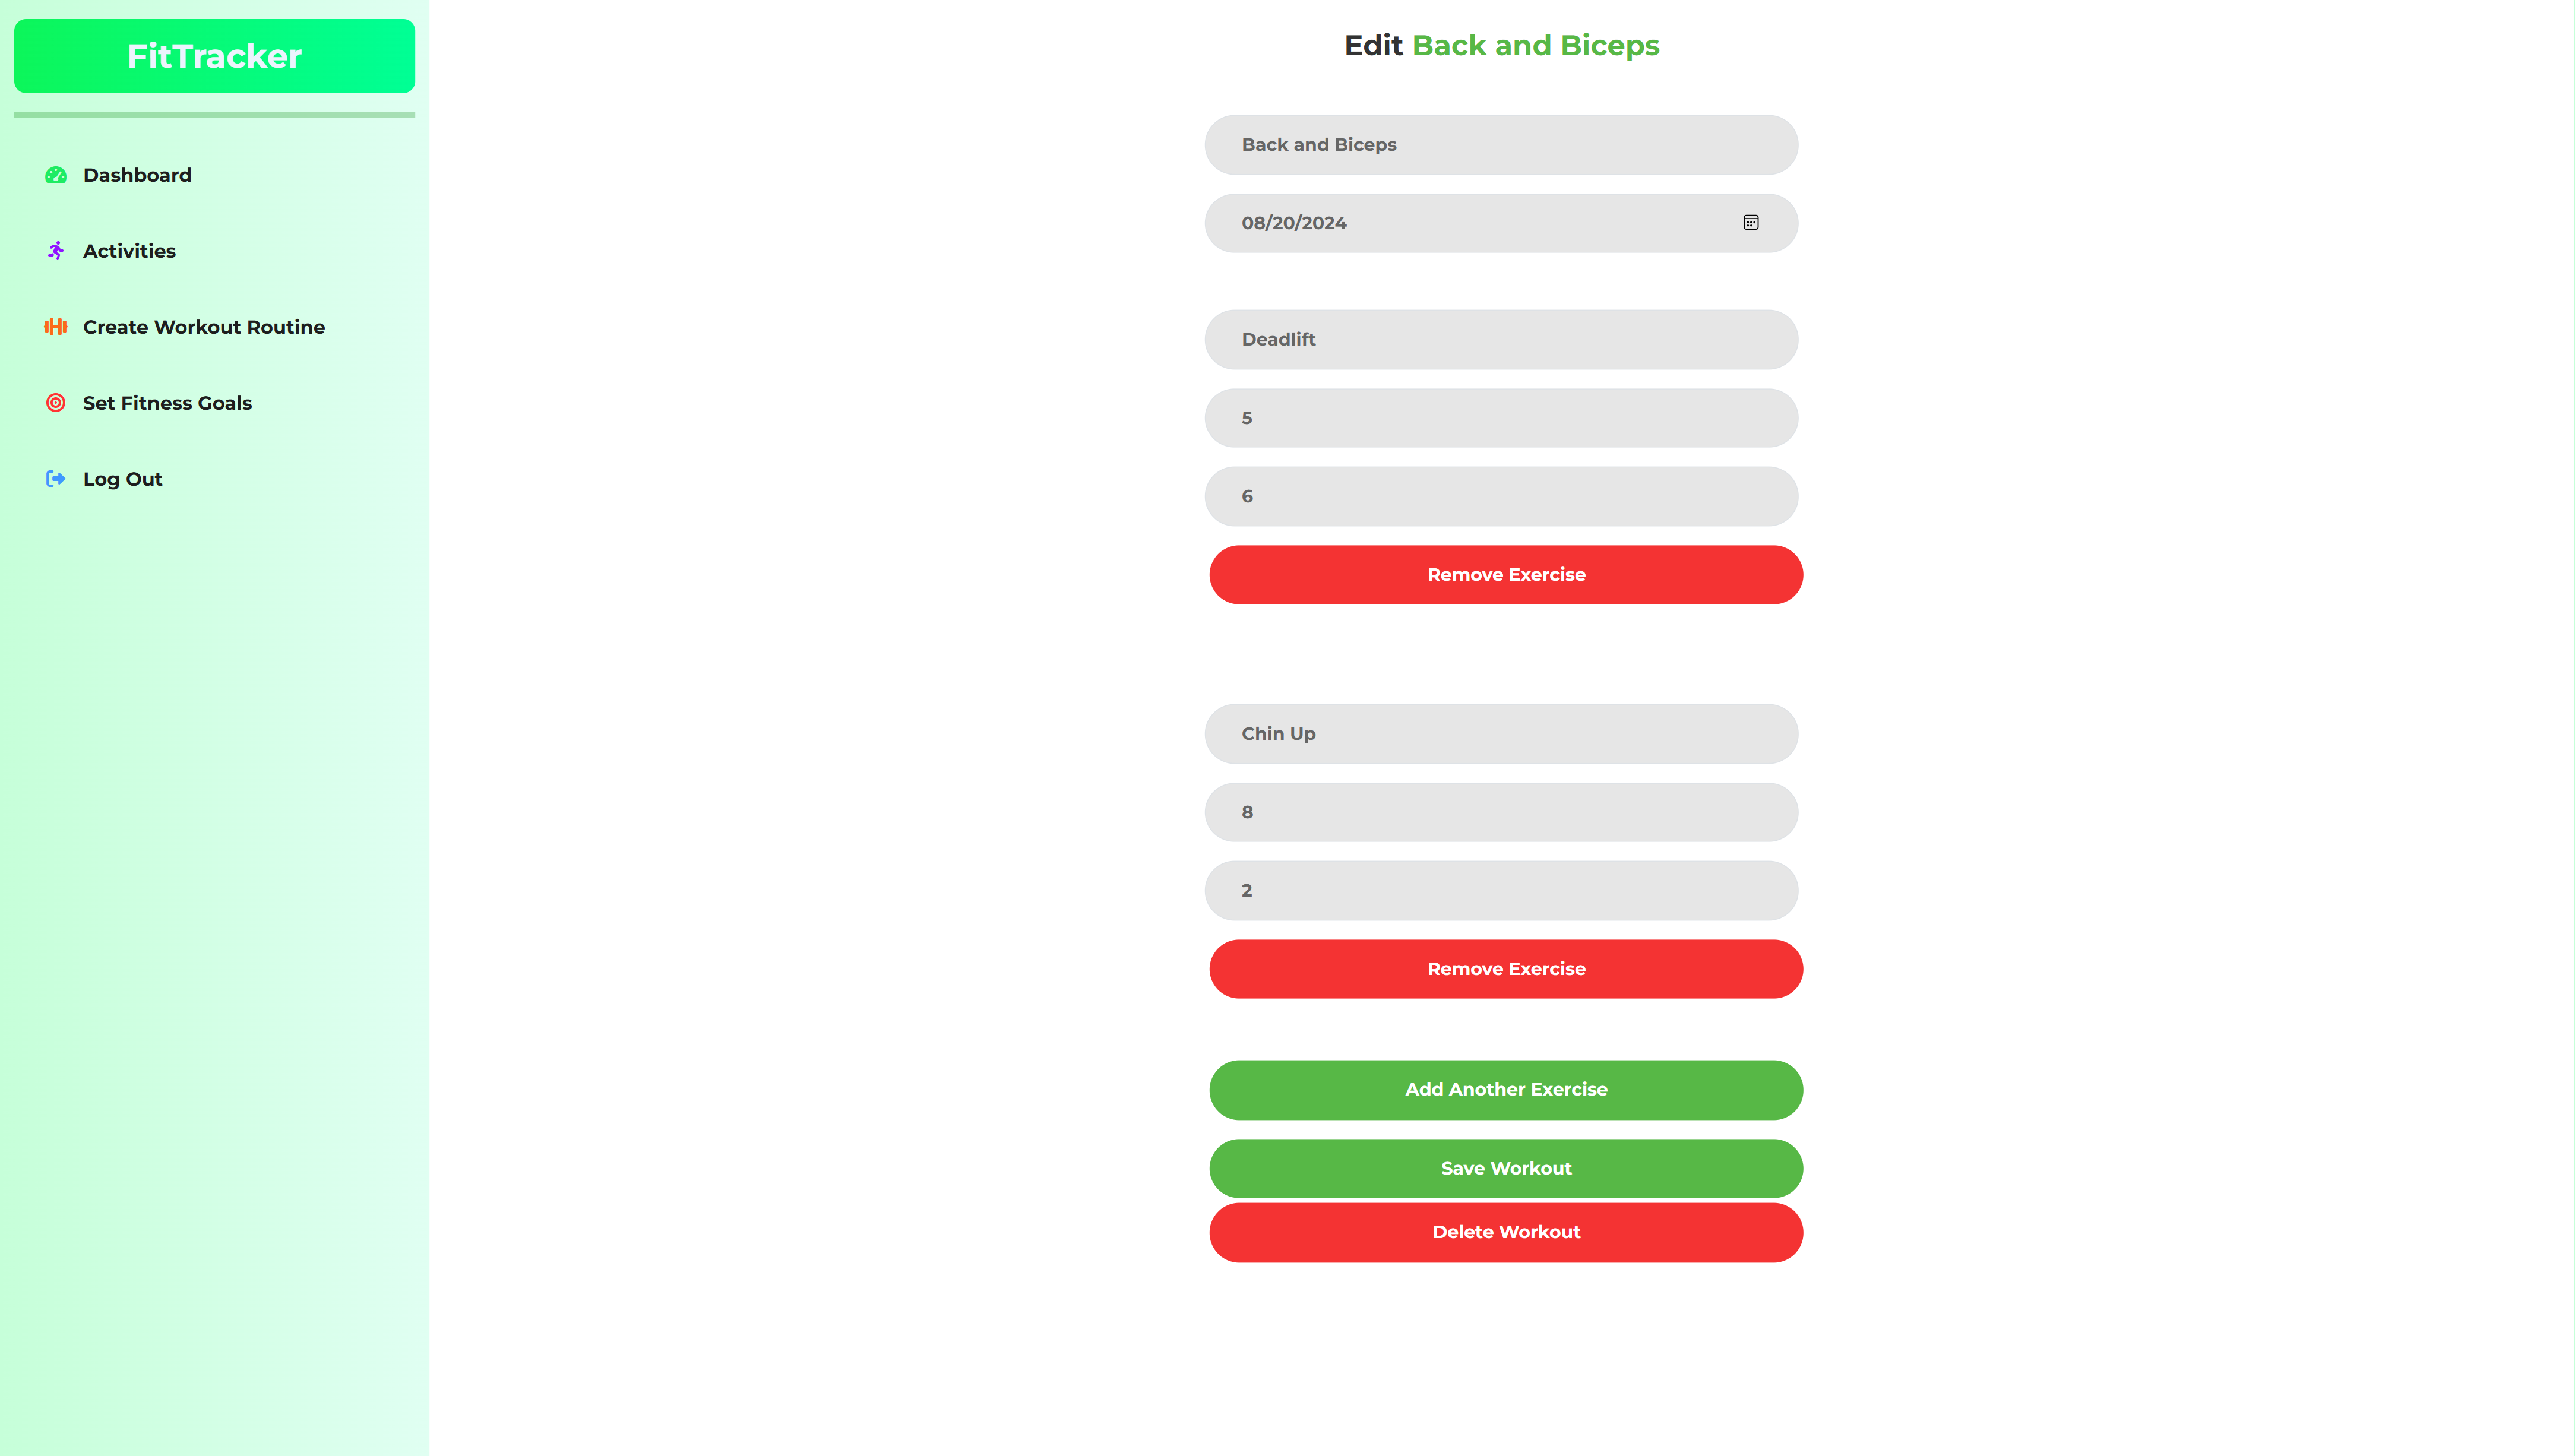 FitTracker
Dashboard
Activities
Create Workout Routine
Set Fitness Goals
Log Out
Edit Back and Biceps
Back and Biceps
08/20/2024
Deadlift
5
6
Remove Exercise
Chin Up
8
2
Remove Exercise
Add Another Exercise
Save Workout
Delete Workout